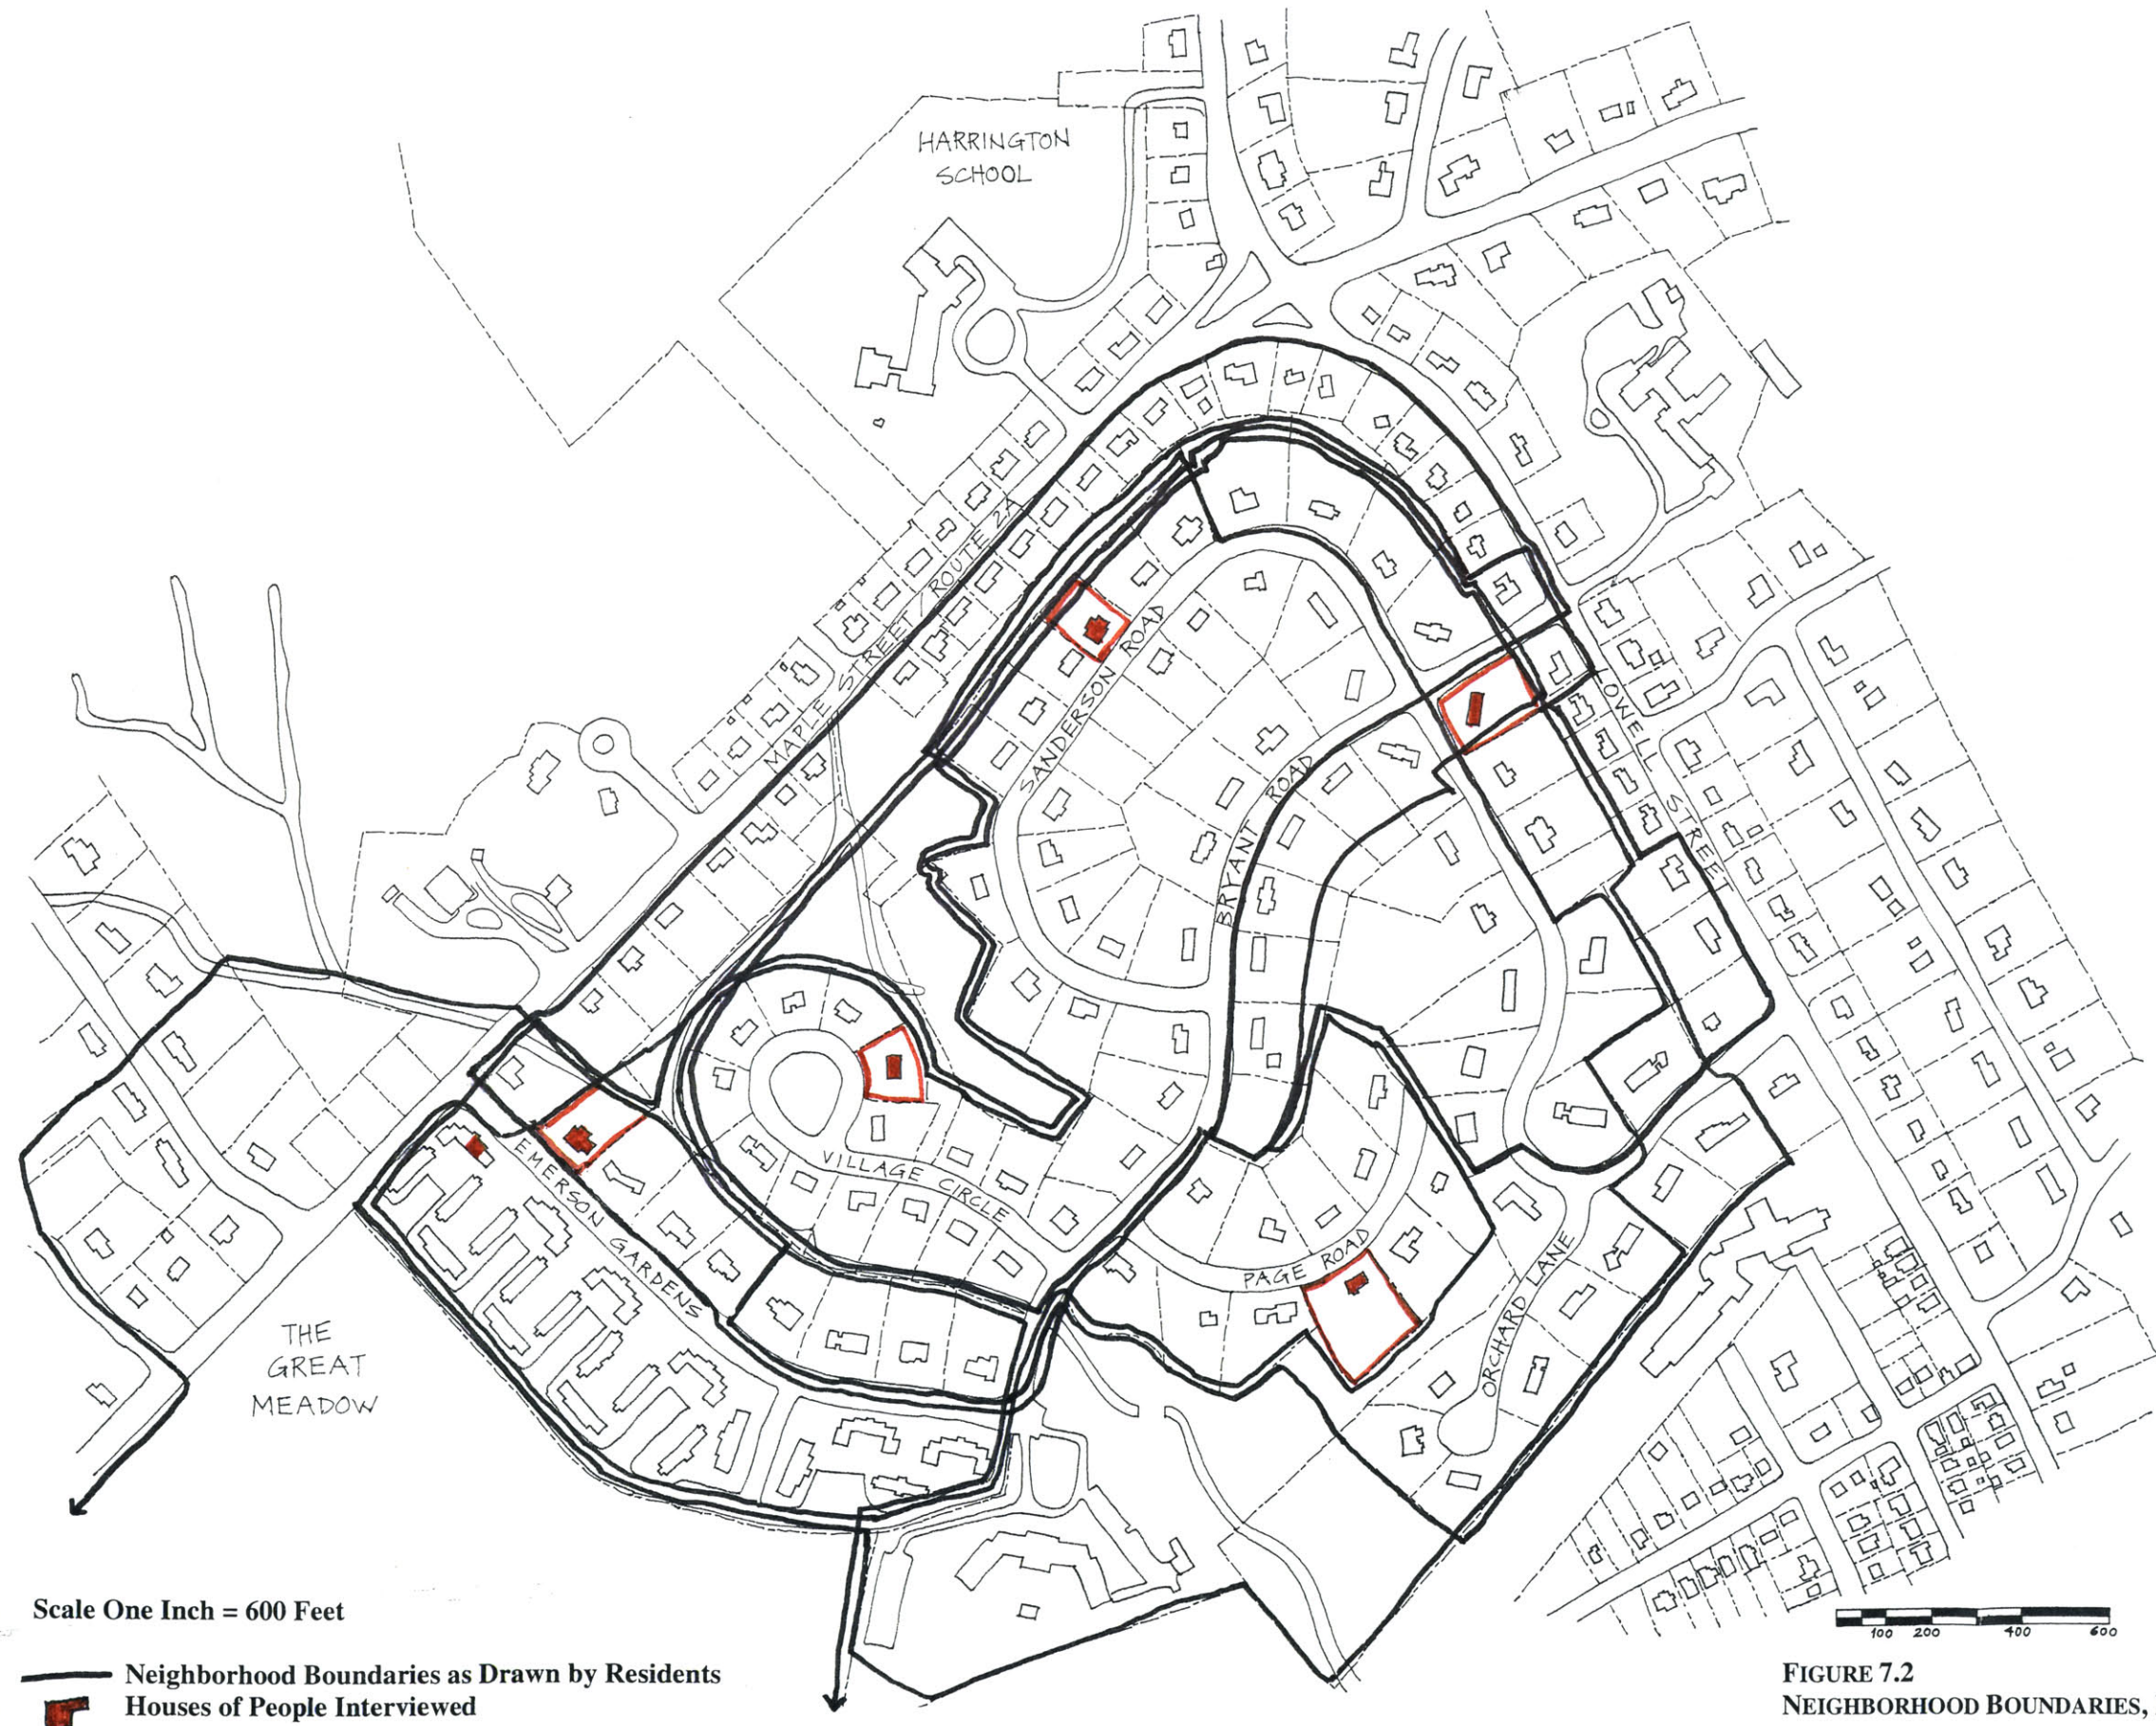 HARRINGTON
SCHOOL
MAPLE STREET / ROUTE 2A
SANDERSON ROAD
BRYANT ROAD
LOWELL STREET
VILLAGE CIRCLE
EMERSON GARDENS
PAGE ROAD
ORCHARD LANE
THE
GREAT
MEADOW
Scale One Inch = 600 Feet
100 200 400 600
Neighborhood Boundaries as Drawn by Residents
Houses of People Interviewed
FIGURE 7.2
NEIGHBORHOOD BOUNDARIES,